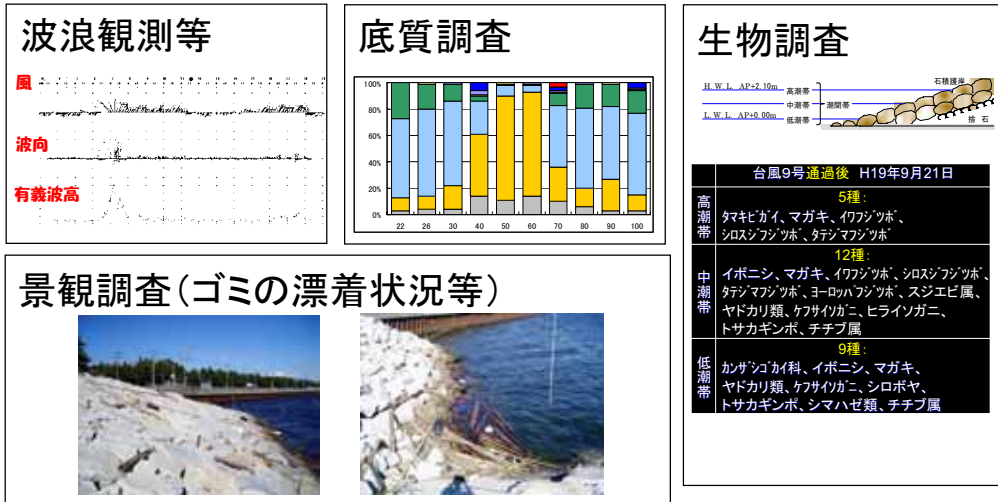 波浪観測等
風
波向
有義波高
底質調査
100%
80%
60%
40%
20%
0%
22 26 30 40 50 60 70 80 90 100
生物調査
石積護岸
H.W.L. AP+2.10m
高潮帯
中潮帯
潮間帯
L.W.L. AP+0.00m
低潮帯
捨石
台風9号通過後 H19年9月21日
高潮帯
5種:
タマキビガイ、マガキ、イワフジツボ、
シロスジフジツボ、タテジマフジツボ
中潮帯
12種:
イボニシ、マガキ、イワフジツボ、シロスジフジツボ、
タテジマフジツボ、ヨーロッパフジツボ、スジエビ属、
ヤドカリ類、ケフサイソガニ、ヒライソガニ、
トサカギンポ、チチブ属
低潮帯
9種:
カンザシゴカイ科、イボニシ、マガキ、
ヤドカリ類、ケフサイソガニ、シロボヤ、
トサカギンポ、シマハゼ類、チチブ属
景観調査(ゴミの漂着状況等)